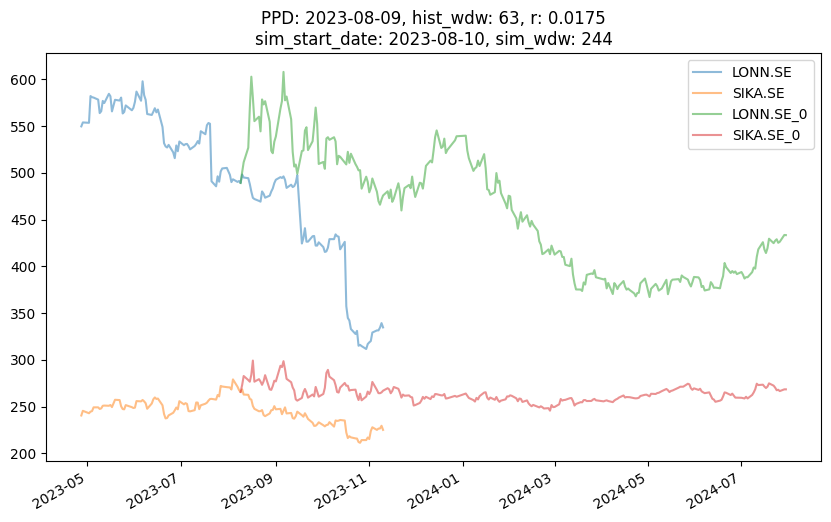 PPD: 2023-08-09, hist_wdw: 63, r: 0.0175
sim_start_date: 2023-08-10, sim_wdw: 244
LONN.SE
SIKA.SE
LONN.SE_0
SIKA.SE_0
600
550
500
450
400
350
300
250
200
2023-05
2023-07
2023-09
2023-11
2024-01
2024-03
2024-05
2024-07